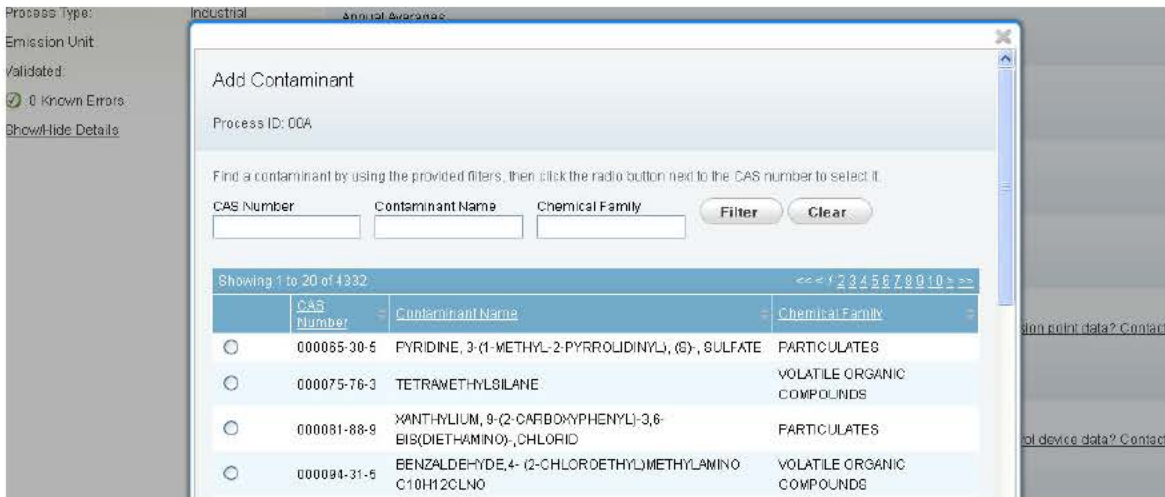 Process Type:
Industrial
Annual Averages
Emission Unit
Validated:
0 Known Errors
Show/Hide Details
Add Contaminant
Process ID: 00A
Find a contaminant by using the provided filters, then click the radio button next to the CAS number to select it.
CAS Number
Contaminant Name
Chemical Family
Filter
Clear
Showing 1 to 20 of 4332
<< < 1 2 3 4 5 6 7 8 9 10 > >>
CAS Number
Contaminant Name
Chemical Family
000065-30-5 PYRIDINE, 3-(1-METHYL-2-PYRROLIDINYL), (S)-, SULFATE PARTICULATES
000075-76-3 TETRAMETHYLSILANE VOLATILE ORGANIC
COMPOUNDS
000081-88-9 XANTHYLIUM, 9-(2-CARBOXYPHENYL)-3,6-
BIS(DIETHAMINO)-,CHLORID PARTICULATES
000094-31-5 BENZALDEHYDE,4- (2-CHLOROETHYL)METHYLAMINO
C10H12CLNO VOLATILE ORGANIC
COMPOUNDS
sion point data? Contact
rol device data? Contact